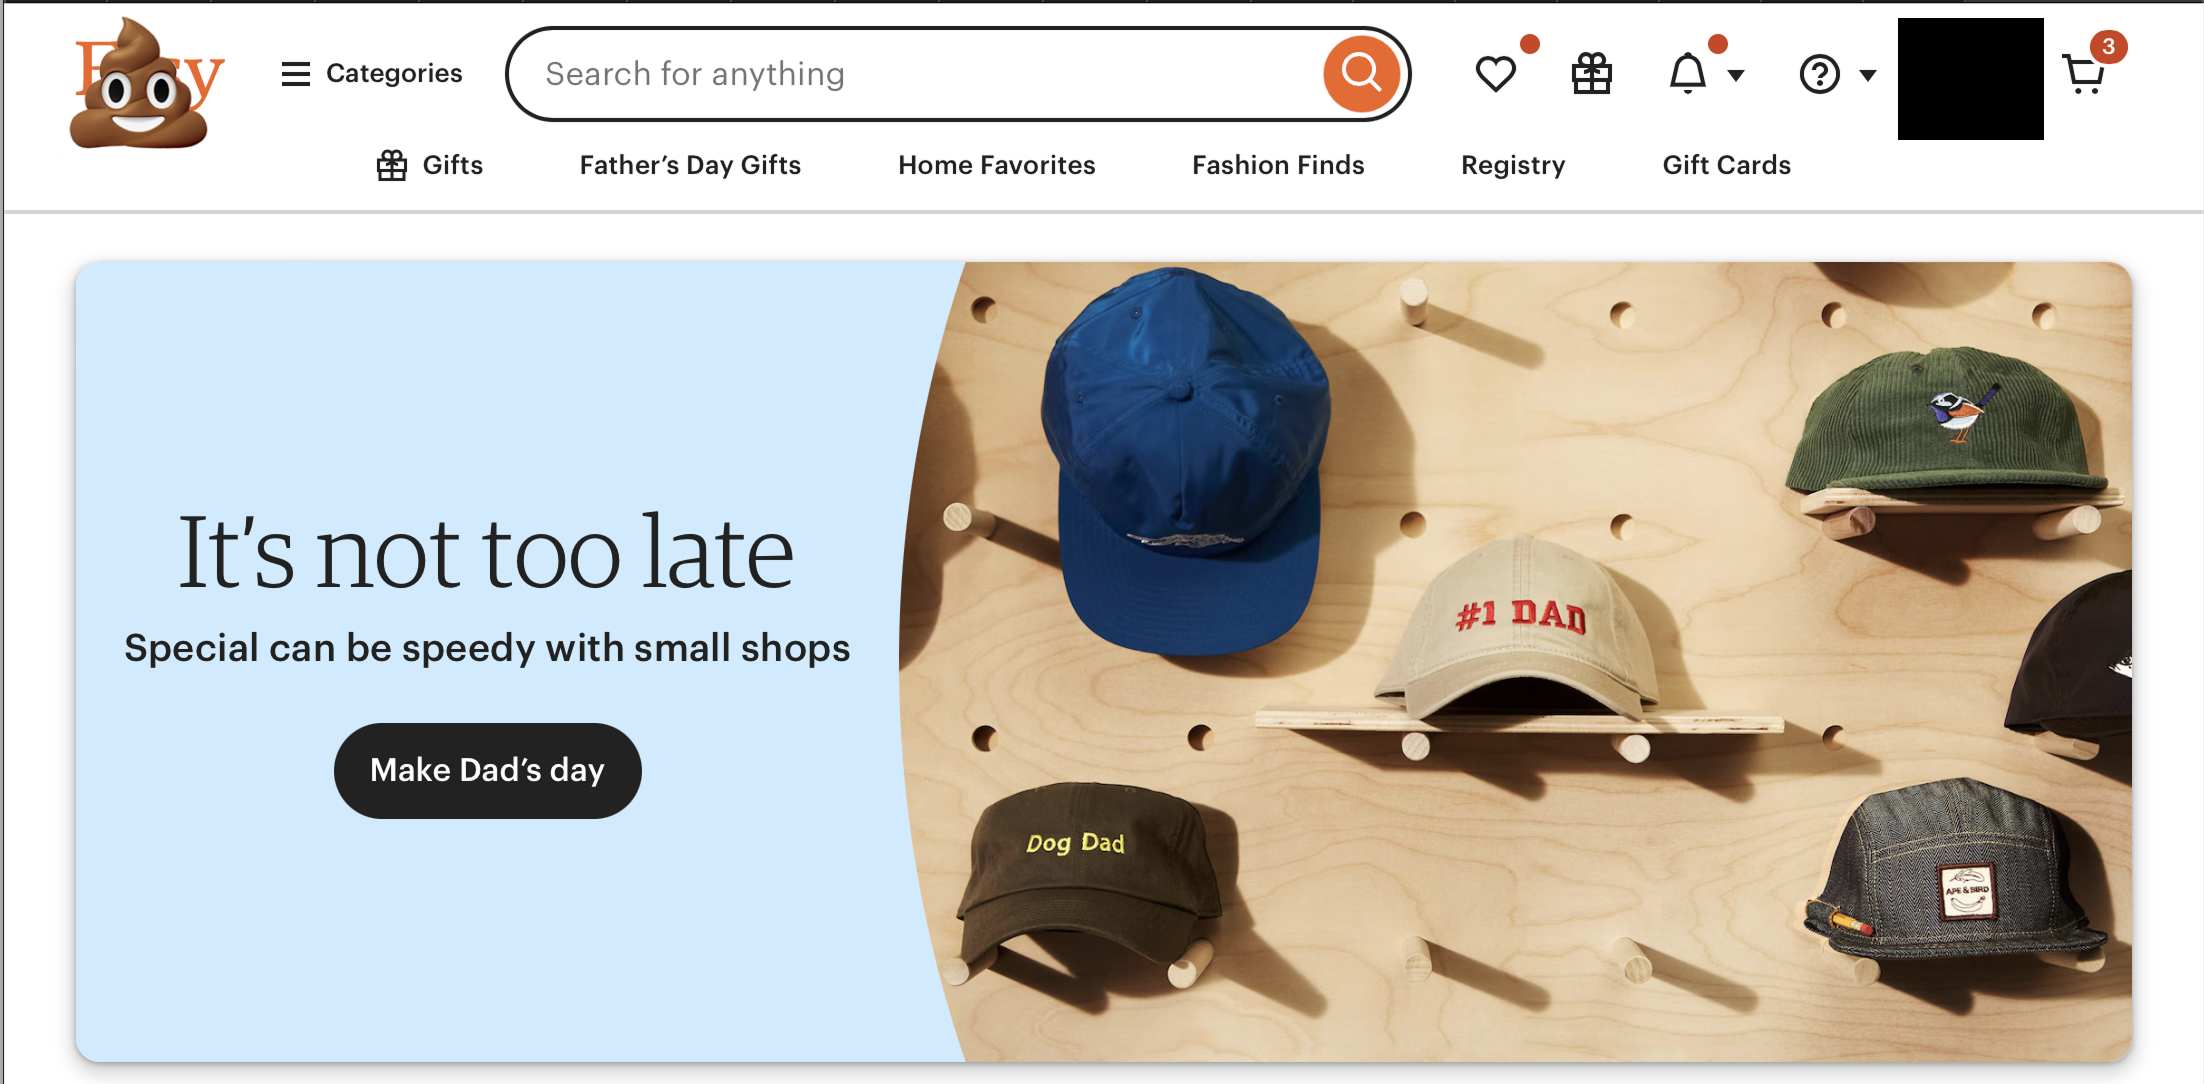 Categories
Search for anything
3
Gifts
Father's Day Gifts
Home Favorites
Fashion Finds
Registry
Gift Cards
It's not too late
Special can be speedy with small shops
Make Dad's day
#1 DAD
Dog Dad
APE & BIRD